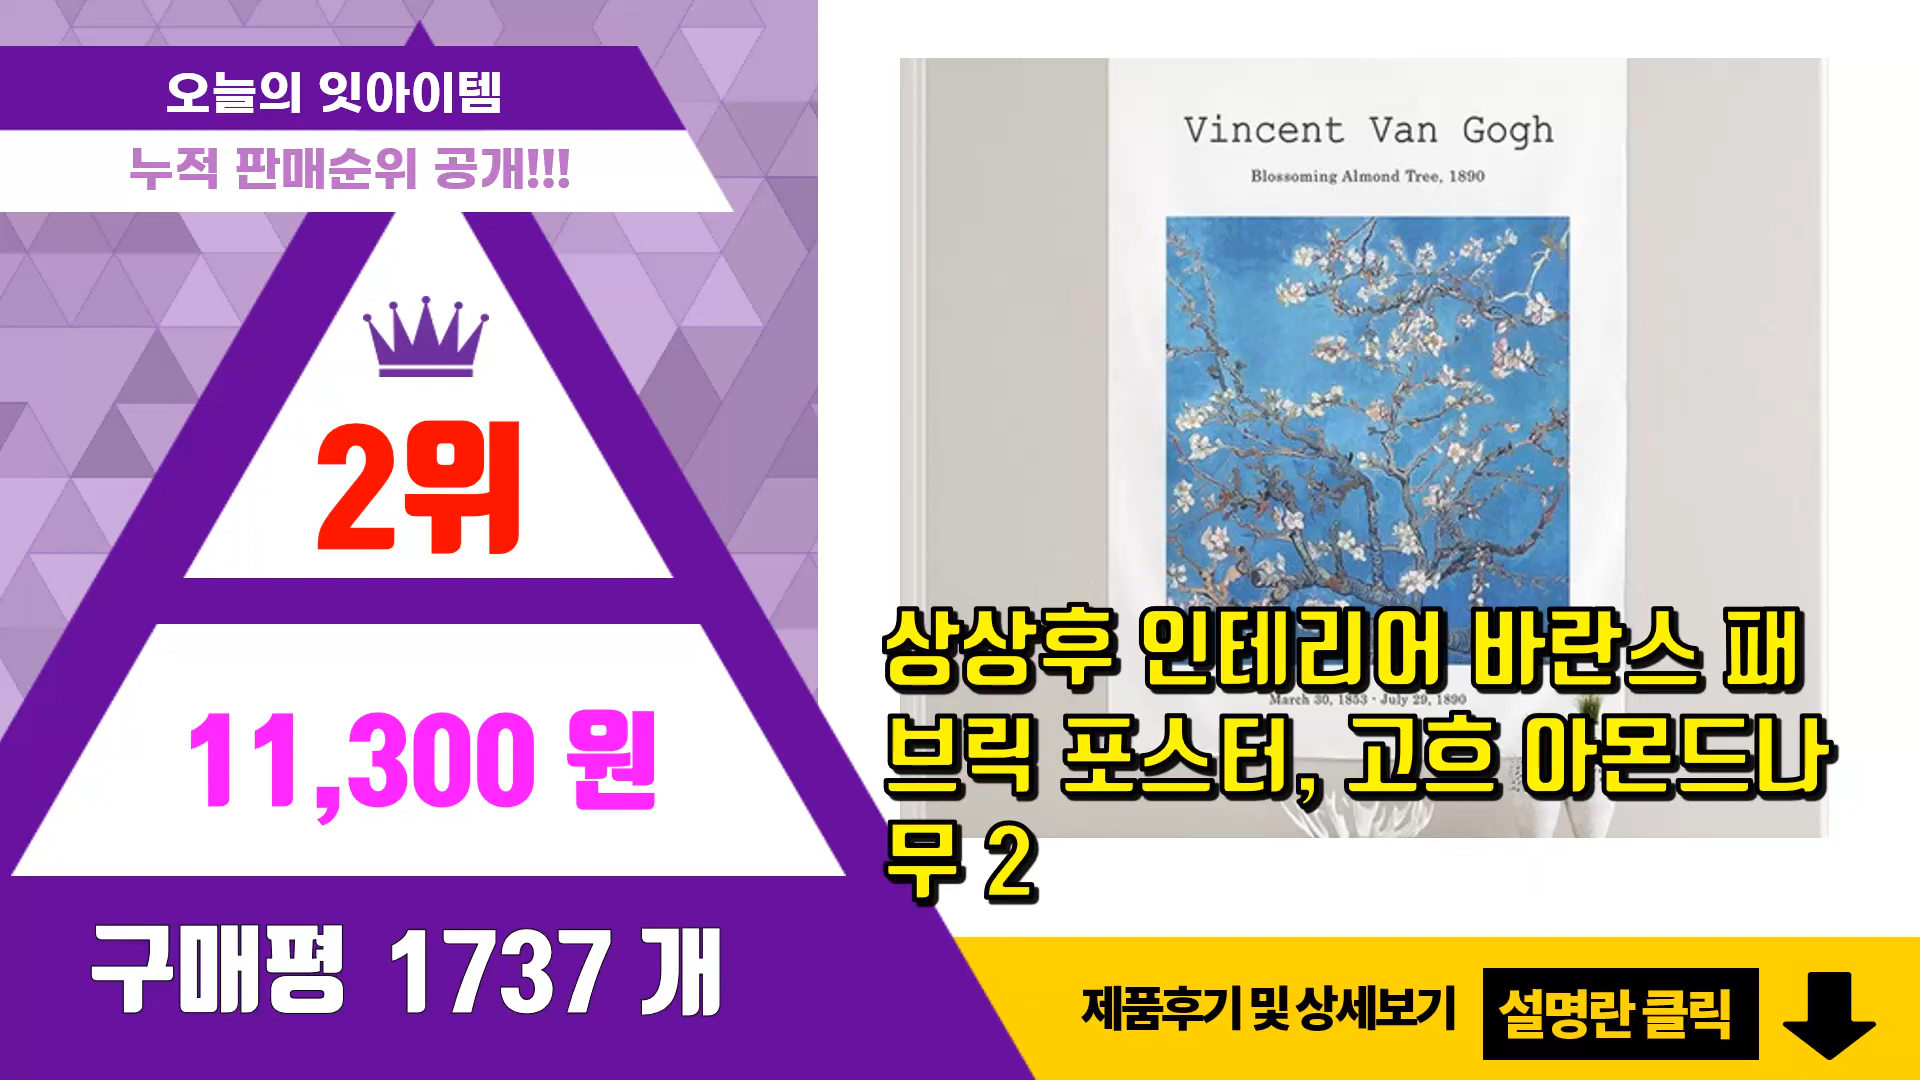 오늘의 잇아이템
누적 판매순위 공개!!!
2위
11,300 원
구매평 1737 개
Vincent Van Gogh
Blossoming Almond Tree, 1890
March 30, 1853 - July 29, 1890
상상후 인테리어 바란스 패
브릭 포스터, 고흐 아몬드나
무 2
제품후기 및 상세보기
설명란 클릭